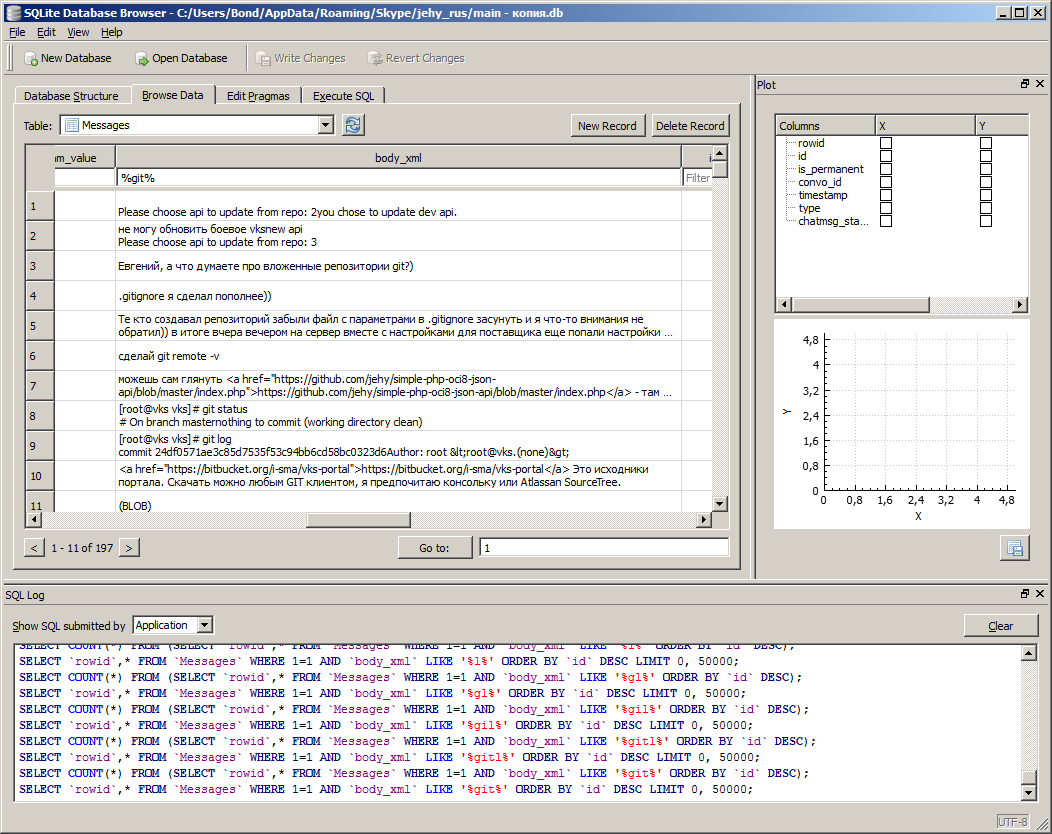 SQLite Database Browser - C:/Users/Bond/AppData/Roaming/Skype/jehy_rus/main - копия.db
File Edit View Help
New Database Open Database Write Changes Revert Changes
Database Structure Browse Data Edit Pragmas Execute SQL
Table: Messages New Record Delete Record
am_value body_xml
%git% Filter
1 Please choose api to update from repo: 2you chose to update dev api.
2 не могу обновить боевое vksnew api
Please choose api to update from repo: 3
3 Евгений, а что думаете про вложенные репозитории git?)
4 .gitignore я сделал пополнее))
5 Те кто создавал репозиторий забыли файл с параметрами в .gitignore засунуть и я что-то внимания не
обратил)) в итоге вчера вечером на сервер вместе с настройками для поставщика еще попали настройки ...
6 сделай git remote -v
7 можешь сам глянуть <a href="https://github.com/jehy/simple-php-oci8-json-
api/blob/master/index.php">https://github.com/jehy/simple-php-oci8-json-api/blob/master/index.php</a> - там ...
8 [root@vks vks]# git status
# On branch masternothing to commit (working directory clean)
9 [root@vks vks]# git log
commit 24df0571ae3c85d7535f53c94bb6cd58bc0323d6Author: root &lt;root@vks.(none)&gt;
10 <a href="https://bitbucket.org/i-sma/vks-portal">https://bitbucket.org/i-sma/vks-portal</a> Это исходники
портала. Скачать можно любым GIT клиентом, я предпочитаю консольку или Atlassan SourceTree.
11 (BLOB)
< 1 - 11 of 197 > Go to: 1
Plot
Columns X Y
rowid
id
is_permanent
convo_id
timestamp
type
chatmsg_sta...
4,8
4
3,2
Y 2,4
1,6
0,8
0
0 0,8 1,6 2,4 3,2 4 4,8
X
SQL Log
Show SQL submitted by Application Clear
SELECT COUNT(*) FROM (SELECT `rowid`,* FROM `Messages` WHERE 1=1 AND `body_xml` LIKE '%l%' ORDER BY `id` DESC);
SELECT `rowid`,* FROM `Messages` WHERE 1=1 AND `body_xml` LIKE '%l%' ORDER BY `id` DESC LIMIT 0, 50000;
SELECT COUNT(*) FROM (SELECT `rowid`,* FROM `Messages` WHERE 1=1 AND `body_xml` LIKE '%gl%' ORDER BY `id` DESC);
SELECT `rowid`,* FROM `Messages` WHERE 1=1 AND `body_xml` LIKE '%gl%' ORDER BY `id` DESC LIMIT 0, 50000;
SELECT COUNT(*) FROM (SELECT `rowid`,* FROM `Messages` WHERE 1=1 AND `body_xml` LIKE '%gil%' ORDER BY `id` DESC);
SELECT `rowid`,* FROM `Messages` WHERE 1=1 AND `body_xml` LIKE '%gil%' ORDER BY `id` DESC LIMIT 0, 50000;
SELECT COUNT(*) FROM (SELECT `rowid`,* FROM `Messages` WHERE 1=1 AND `body_xml` LIKE '%gitl%' ORDER BY `id` DESC);
SELECT `rowid`,* FROM `Messages` WHERE 1=1 AND `body_xml` LIKE '%gitl%' ORDER BY `id` DESC LIMIT 0, 50000;
SELECT COUNT(*) FROM (SELECT `rowid`,* FROM `Messages` WHERE 1=1 AND `body_xml` LIKE '%git%' ORDER BY `id` DESC);
SELECT `rowid`,* FROM `Messages` WHERE 1=1 AND `body_xml` LIKE '%git%' ORDER BY `id` DESC LIMIT 0, 50000;
UTF-8